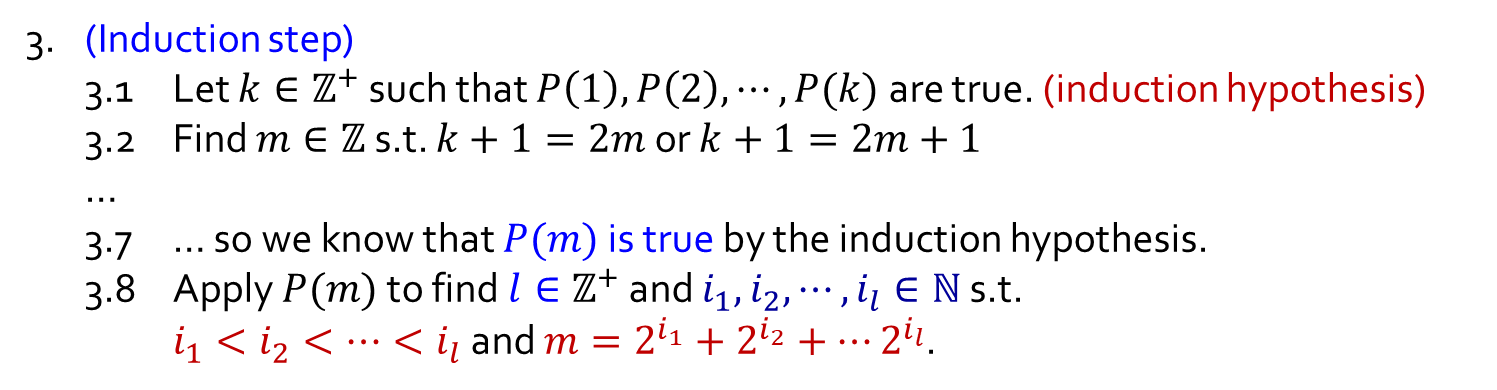 3. (Induction step)
3.1 Let k ∈ ℤ⁺ such that P(1), P(2), ⋯ , P(k) are true. (induction hypothesis)
3.2 Find m ∈ ℤ s.t. k + 1 = 2m or k + 1 = 2m + 1
...
3.7 ... so we know that P(m) is true by the induction hypothesis.
3.8 Apply P(m) to find l ∈ ℤ⁺ and i₁, i₂, ⋯ , iₗ ∈ ℕ s.t.
i₁ < i₂ < ⋯ < iₗ and m = 2^{i₁} + 2^{i₂} + ⋯ 2^{iₗ}.